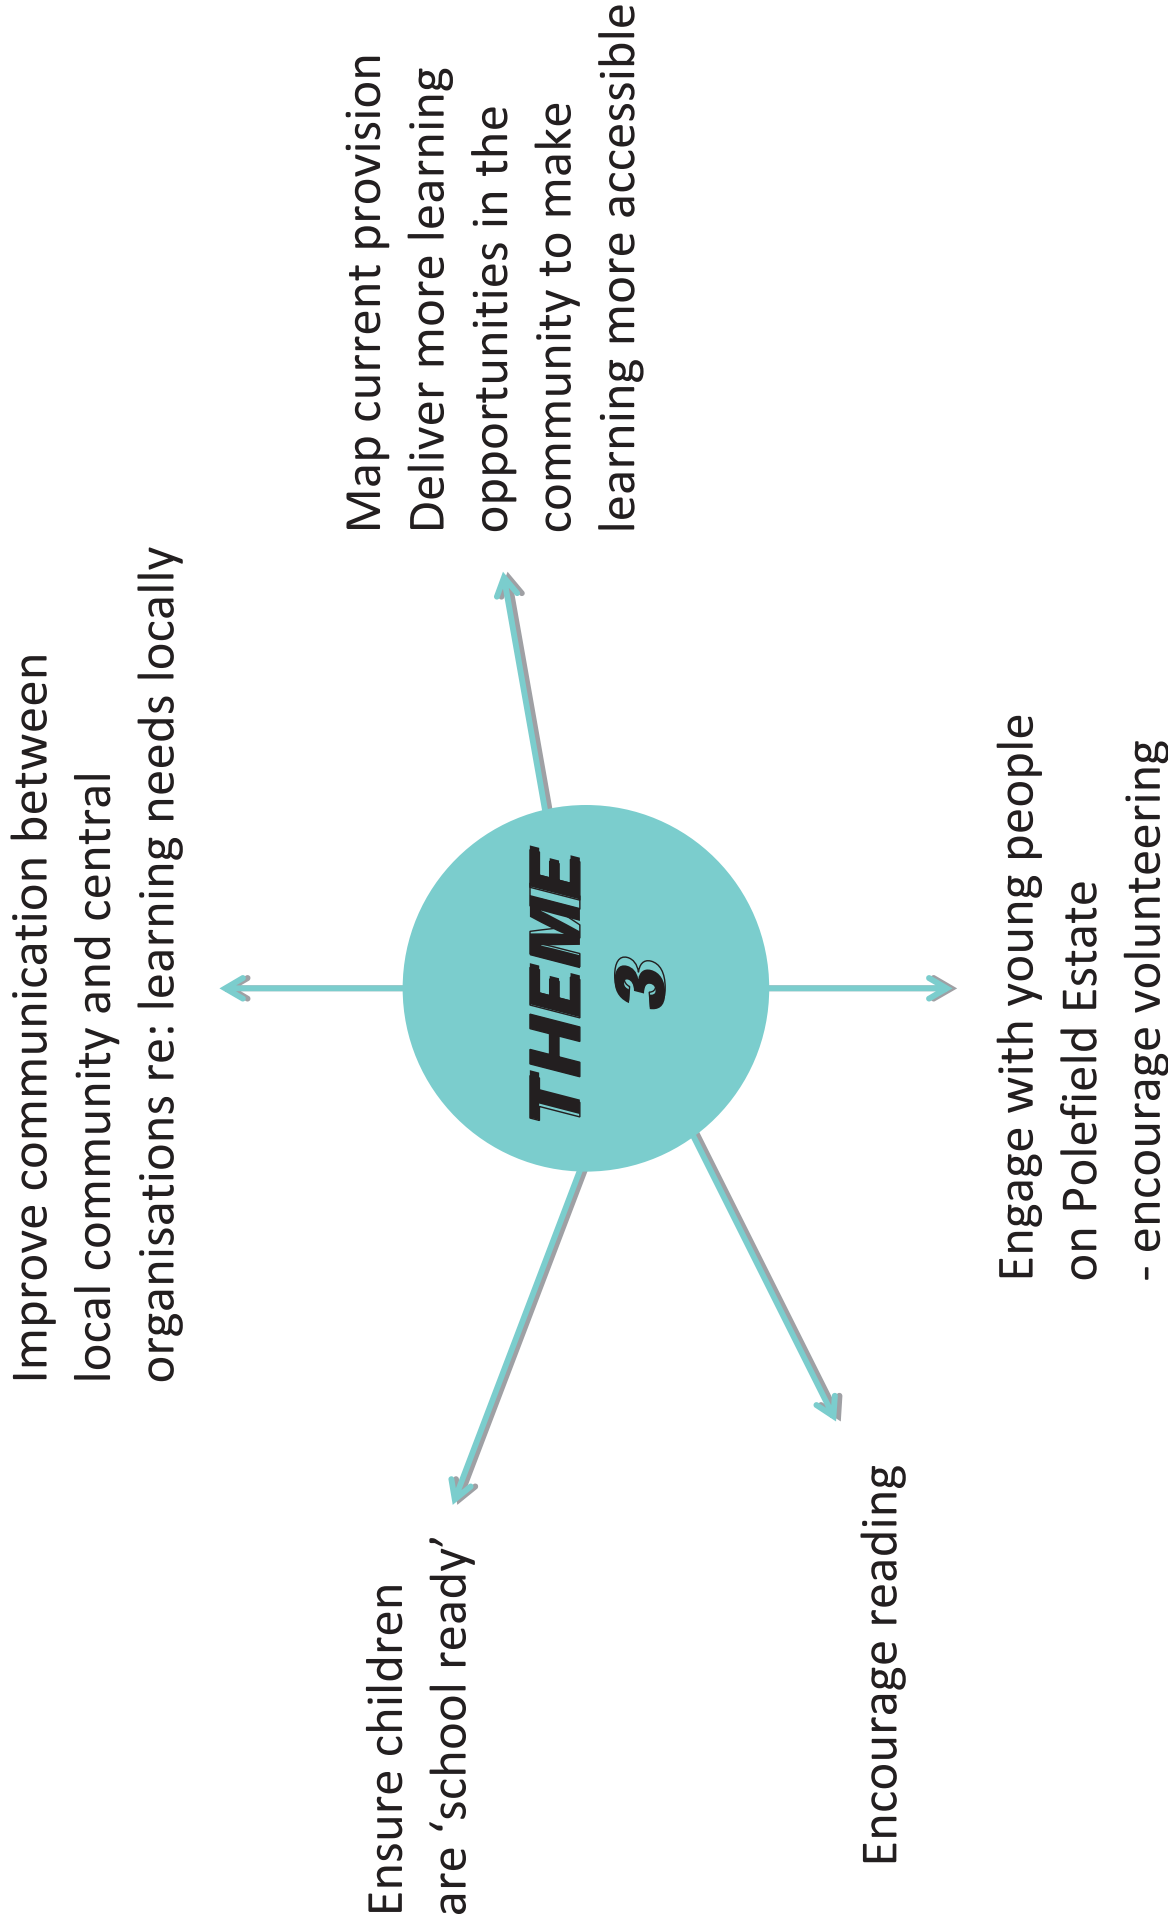 Improve communication between
local community and central
organisations re: learning needs locally
Map current provision
Deliver more learning
opportunities in the
community to make
learning more accessible
THEME
3
Ensure children
are ‘school ready’
Encourage reading
Engage with young people
on Polefield Estate
- encourage volunteering